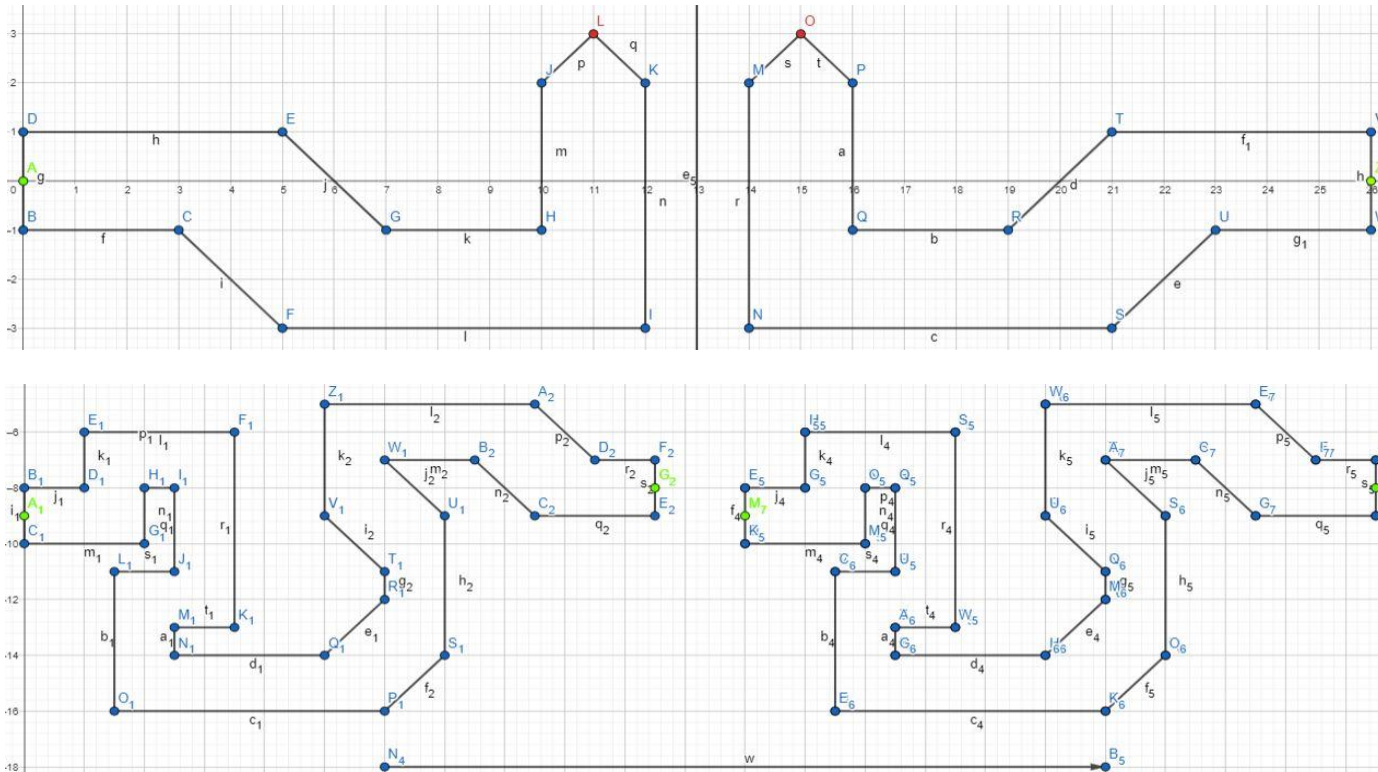 L O
3
q s t
J K M P
2 p
D E T V
1
h f₁
m a
A
g j e₅ d h
0 1 2 3 4 5 6 7 8 9 10 11 12 13 14 15 16 17 18 19 20 21 22 23 24 25 26
n r
B C G H Q R U W
-1
f k b g₁
i e
F I N S
-3
l c
Z₁ A₂ W₆ E₇
l₂ l₅
E₁ F₁ S₅
-6 p₁ l₁ l₄ p₂ p₅
W₁ B₂ D₂ F₂ A₇ C₇
k₁ k₂ j₂ m₂ r₂ k₄ k₅ j₅ m₅ r₅
B₁ D₁ H₁ I₁ G₂ E₅ G₅ O₅ Q₅
-8 j₁ n₂ j₄ p₄ n₅
i₁ A₁ n₁ V₁ U₁ C₂ E₂ f₄ M₇ n₄ U₆ S₆ G₇
q₁ r₁ i₂ q₂ r₄ i₅ q₅
C₁ G₁ K₅ M₅
-10 m₁ s₁ m₄ s₄
L₁ J₁ T₁ C₆ U₅ Q₆
g₂ h₂ g₅ h₅
-12 R₁ M₆
t₁ e₁ t₄ e₄
b₁ M₁ K₁ b₄ A₆ W₅
a₁ N₁ Q₁ S₁ a₄ G₆ O₆
-14 d₁ d₄
f₂ f₅
O₁ P₁ E₆ K₆
-16 c₁ c₄
N₄ w B₅
-18